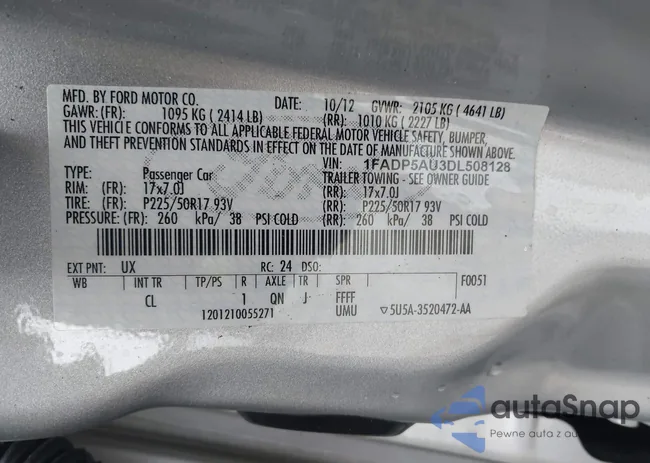 MFD. BY FORD MOTOR CO.
DATE: 10/12 GVWR: 2105 KG ( 4641 LB)
GAWR: (FR): 1095 KG ( 2414 LB) (RR): 1010 KG ( 2227 LB)
THIS VEHICLE CONFORMS TO ALL APPLICABLE FEDERAL MOTOR VEHICLE SAFETY, BUMPER,
AND THEFT PREVENTION STANDARDS IN EFFECT ON THE DATE OF MANUFACTURE SHOWN ABOVE.
VIN: 1FADP5AU3DL508128
TYPE: Passenger Car TRAILER TOWING - SEE OWNER GUIDE
RIM: (FR): 17x7.0J (RR): 17x7.0J
TIRE: (FR): P225/50R17 93V (RR): P225/50R17 93V
PRESSURE: (FR): 260 kPa/ 38 PSI COLD (RR): 260 kPa/ 38 PSI COLD
EXT PNT: UX RC: 24 DSO: F0051
WB INT TR TP/PS R AXLE TR SPR
CL 1 QN J FFFF
1201210055271 UMU ▽5U5A-3520472-AA
autoSnap
Pewne auta z au